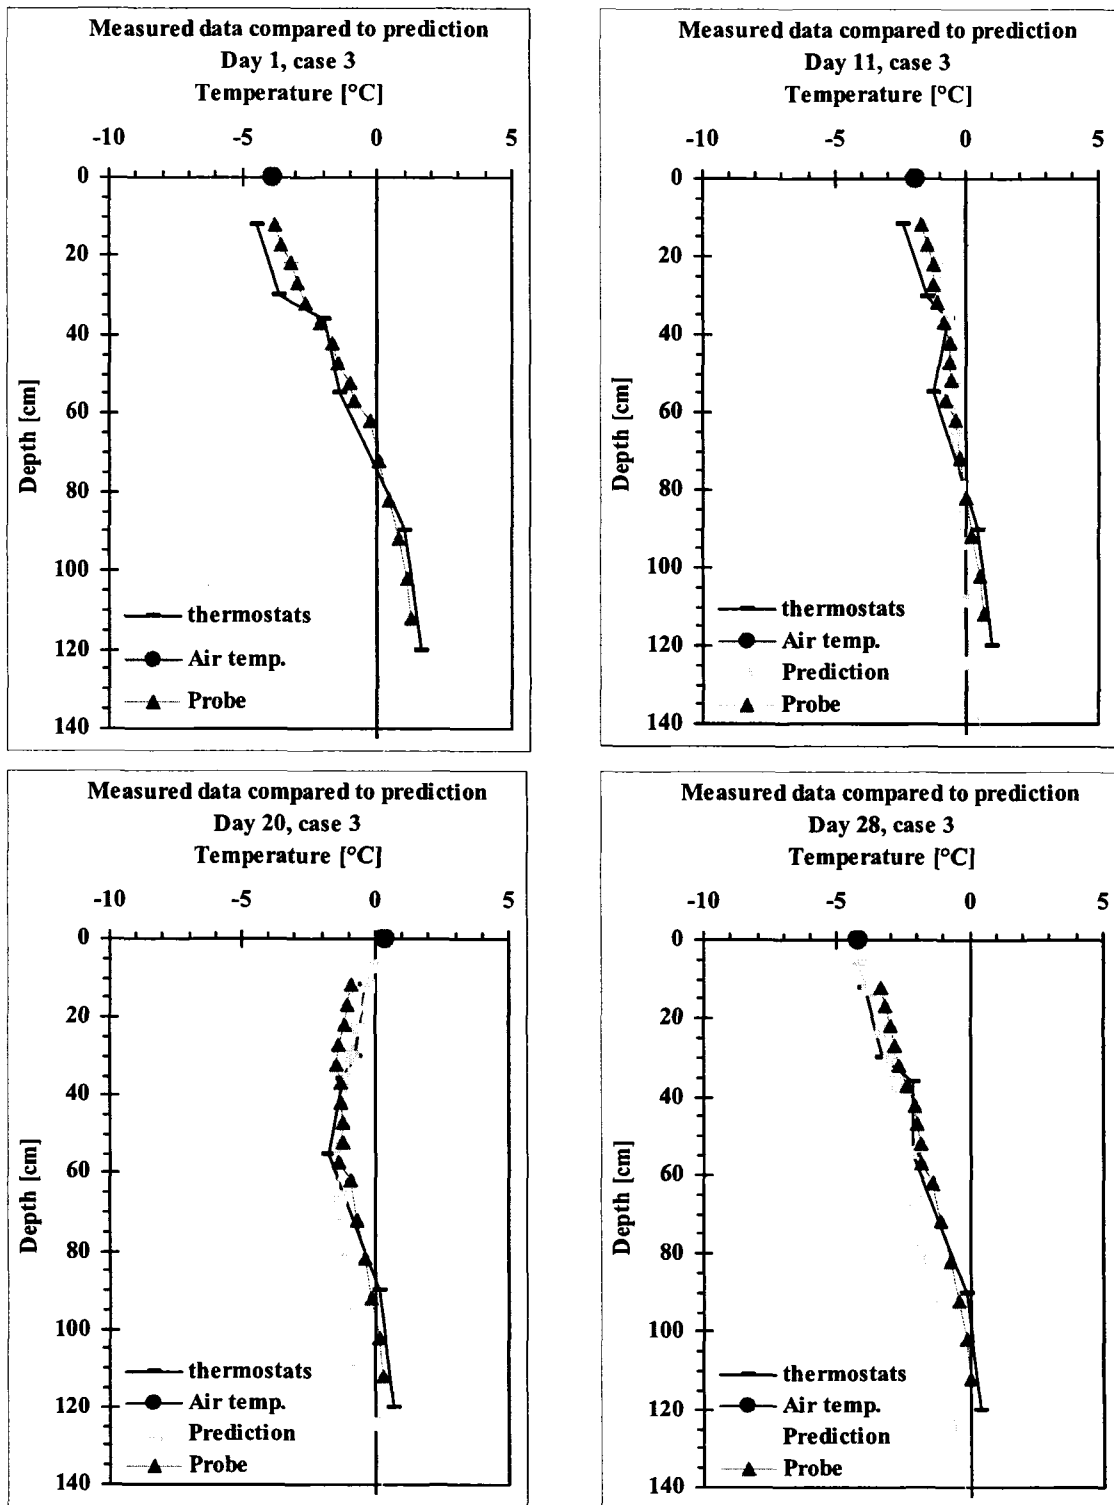 Measured data compared to prediction
Day 1, case 3
Temperature [°C]
-10 -5 0 5
0
20
40
60
80
100
120
140
Depth [cm]
thermostats
Air temp.
Probe
Measured data compared to prediction
Day 11, case 3
Temperature [°C]
-10 -5 0 5
0
20
40
60
80
100
120
140
Depth [cm]
thermostats
Air temp.
Prediction
Probe
Measured data compared to prediction
Day 20, case 3
Temperature [°C]
-10 -5 0 5
0
20
40
60
80
100
120
140
Depth [cm]
thermostats
Air temp.
Prediction
Probe
Measured data compared to prediction
Day 28, case 3
Temperature [°C]
-10 -5 0 5
0
20
40
60
80
100
120
140
Depth [cm]
thermostats
Air temp.
Prediction
Probe